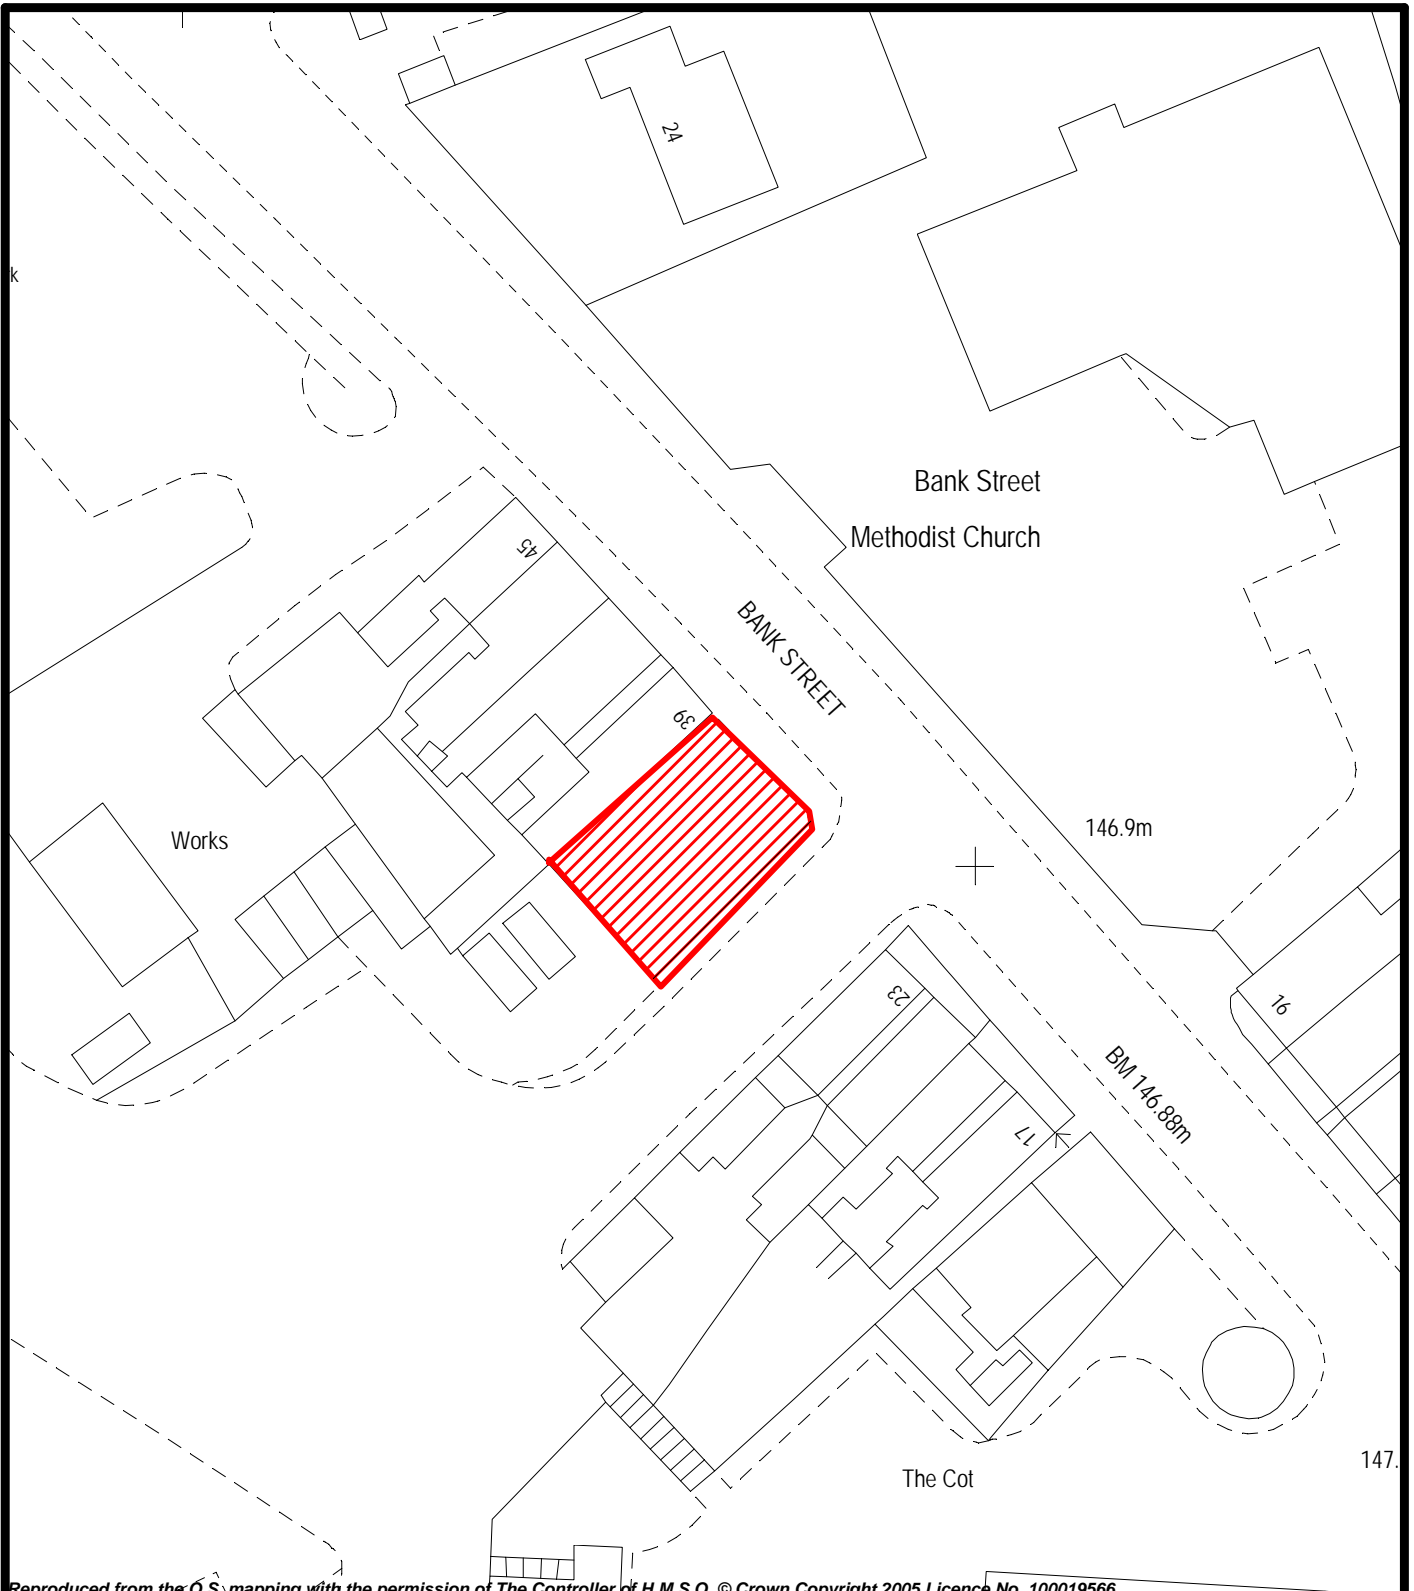 24
k
Bank Street
Methodist Church
45
BANK STREET
39
146.9m
Works
23
16
BM 146.88m
17
147.
The Cot
Reproduced from the O.S. mapping with the permission of The Controller of H.M.S.O. © Crown Copyright 2005 Licence No. 100019566